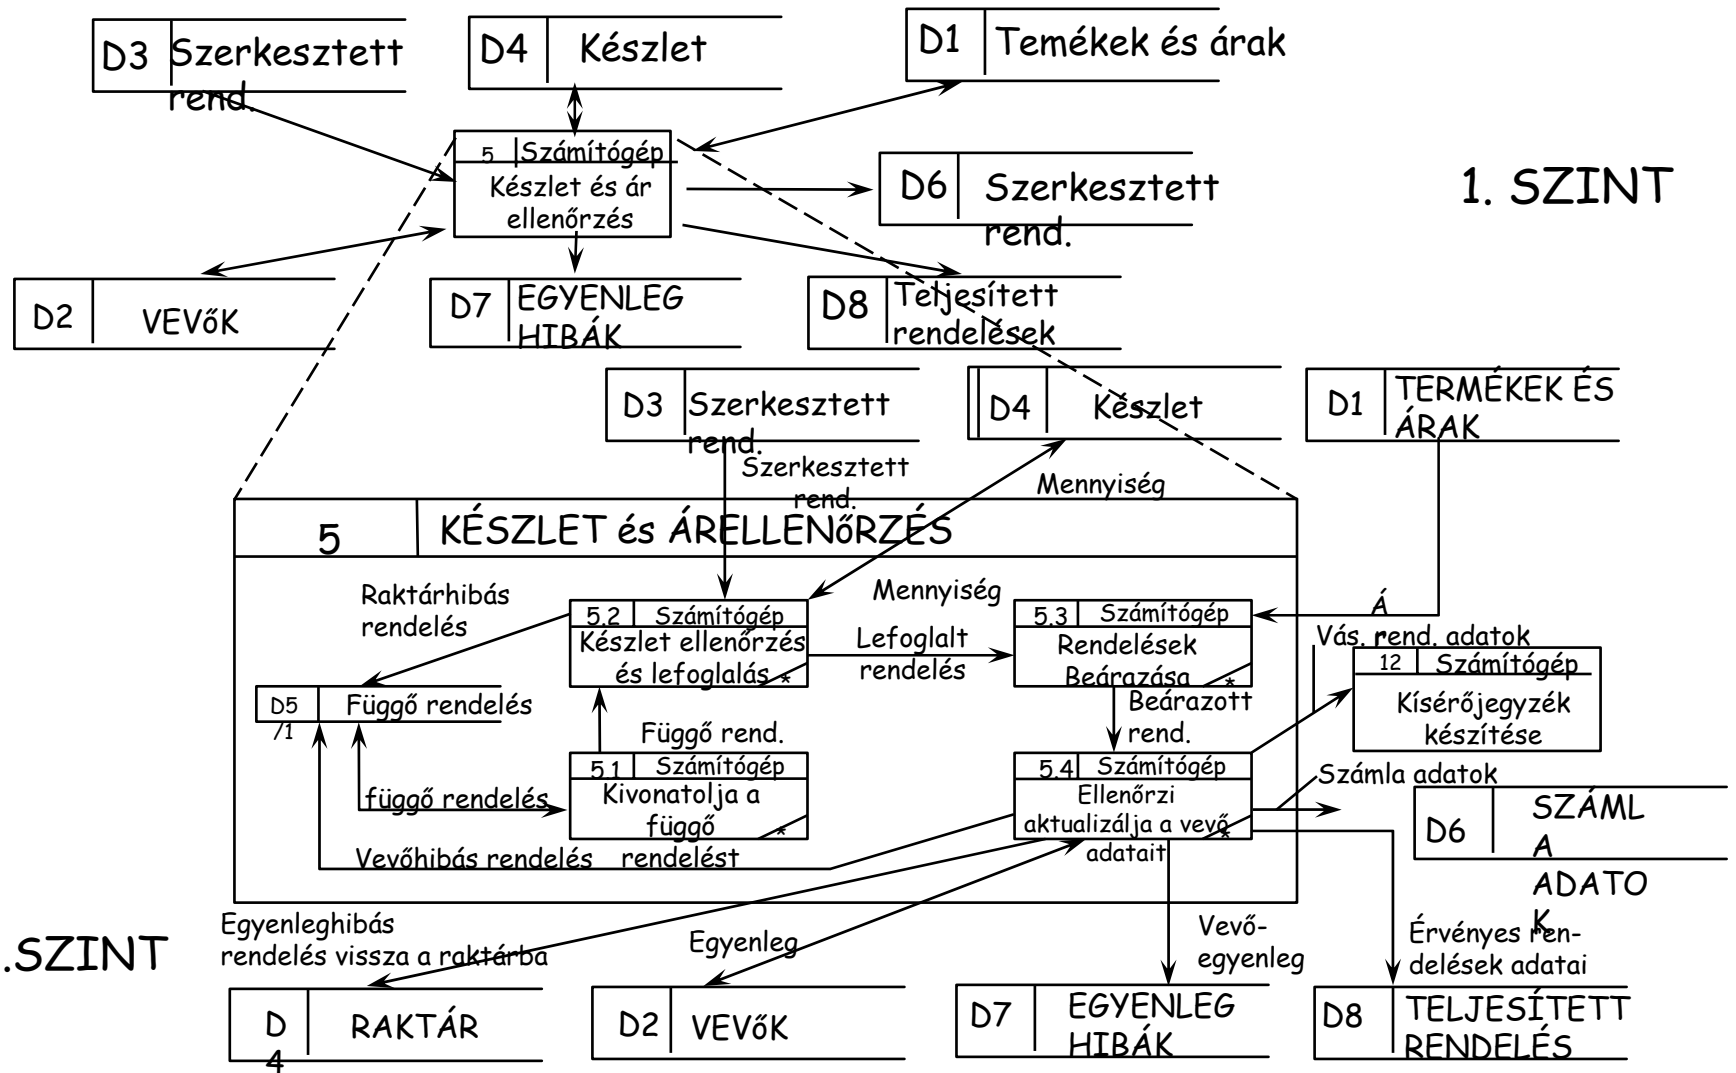 D3
Szerkesztett
rend.
D4
Készlet
D1
Temékek és árak
5
Számítógép
Készlet és ár
ellenőrzés
D6
Szerkesztett
rend.
1. SZINT
D2
VEVőK
D7
EGYENLEG
HIBÁK
D8
Teljesített
rendelések
D3
Szerkesztett
rend.
D4
Készlet
D1
TERMÉKEK ÉS
ÁRAK
Szerkesztett
rend.
Mennyiség
5
KÉSZLET és ÁRELLENőRZÉS
Raktárhibás
rendelés
5.2
Számítógép
Készlet ellenőrzés
és lefoglalás
*
Mennyiség
Lefoglalt
rendelés
5.3
Számítógép
Rendelések
Beárazása
*
Á
r
Vás. rend. adatok
12
Számítógép
Kísérőjegyzék
készítése
D5
/1
Függő rendelés
Függő rend.
Beárazott
rend.
5.1
Számítógép
Kivonatolja a
függő
rendelést
*
függő rendelés
Vevőhibás rendelés
5.4
Számítógép
Ellenőrzi
aktualizálja a vevő
adatait
*
Számla adatok
D6
SZÁML
A
ADATO
K
Egyenleghibás
rendelés vissza a raktárba
Egyenleg
Vevő-
egyenleg
Érvényes ren-
delések adatai
.SZINT
D
4
RAKTÁR
D2
VEVőK
D7
EGYENLEG
HIBÁK
D8
TELJESÍTETT
RENDELÉS